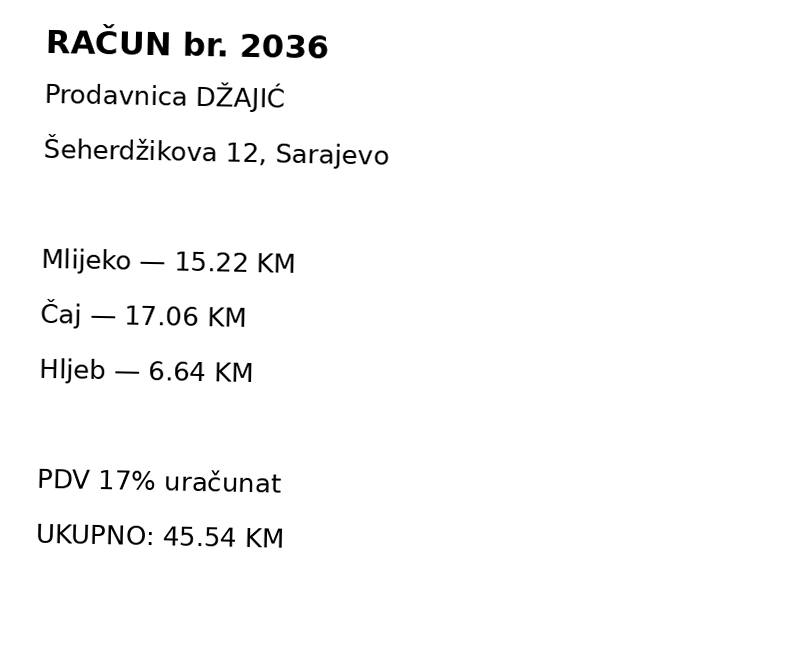 RAČUN br. 2036
Prodavnica DŽAJIĆ
Šeherdžikova 12, Sarajevo
Mlijeko — 15.22 KM
Čaj — 17.06 KM
Hljeb — 6.64 KM
PDV 17% uračunat
UKUPNO: 45.54 KM